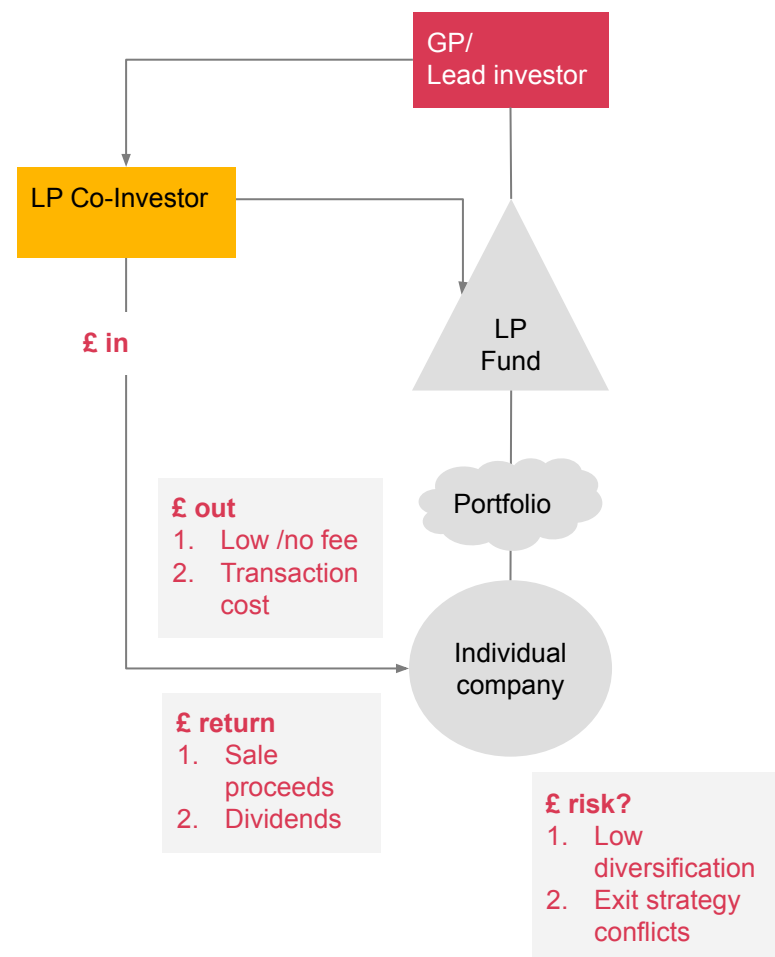 GP/
Lead investor
LP Co-Investor
£ in
LP
Fund
Portfolio
£ out
1. Low /no fee
2. Transaction
cost
Individual
company
£ return
1. Sale
proceeds
2. Dividends
£ risk?
1. Low
diversification
2. Exit strategy
conflicts